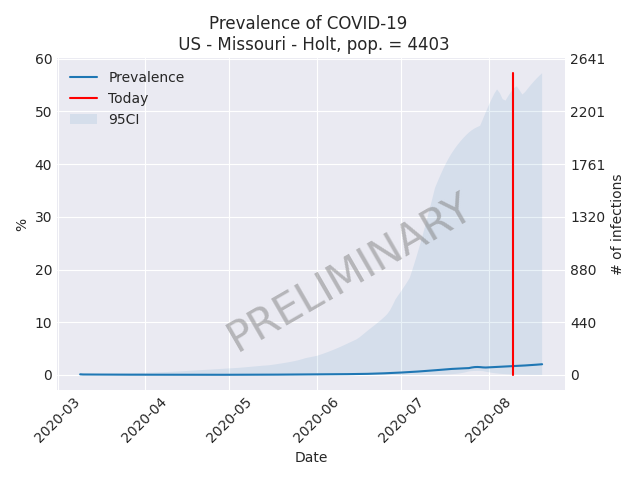 Prevalence of COVID-19
US - Missouri - Holt, pop. = 4403
Prevalence
Today
95CI
60
50
40
30
20
10
0
%
2641
2201
1761
1320
880
440
0
# of infections
PRELIMINARY
2020-03
2020-04
2020-05
2020-06
2020-07
2020-08
Date